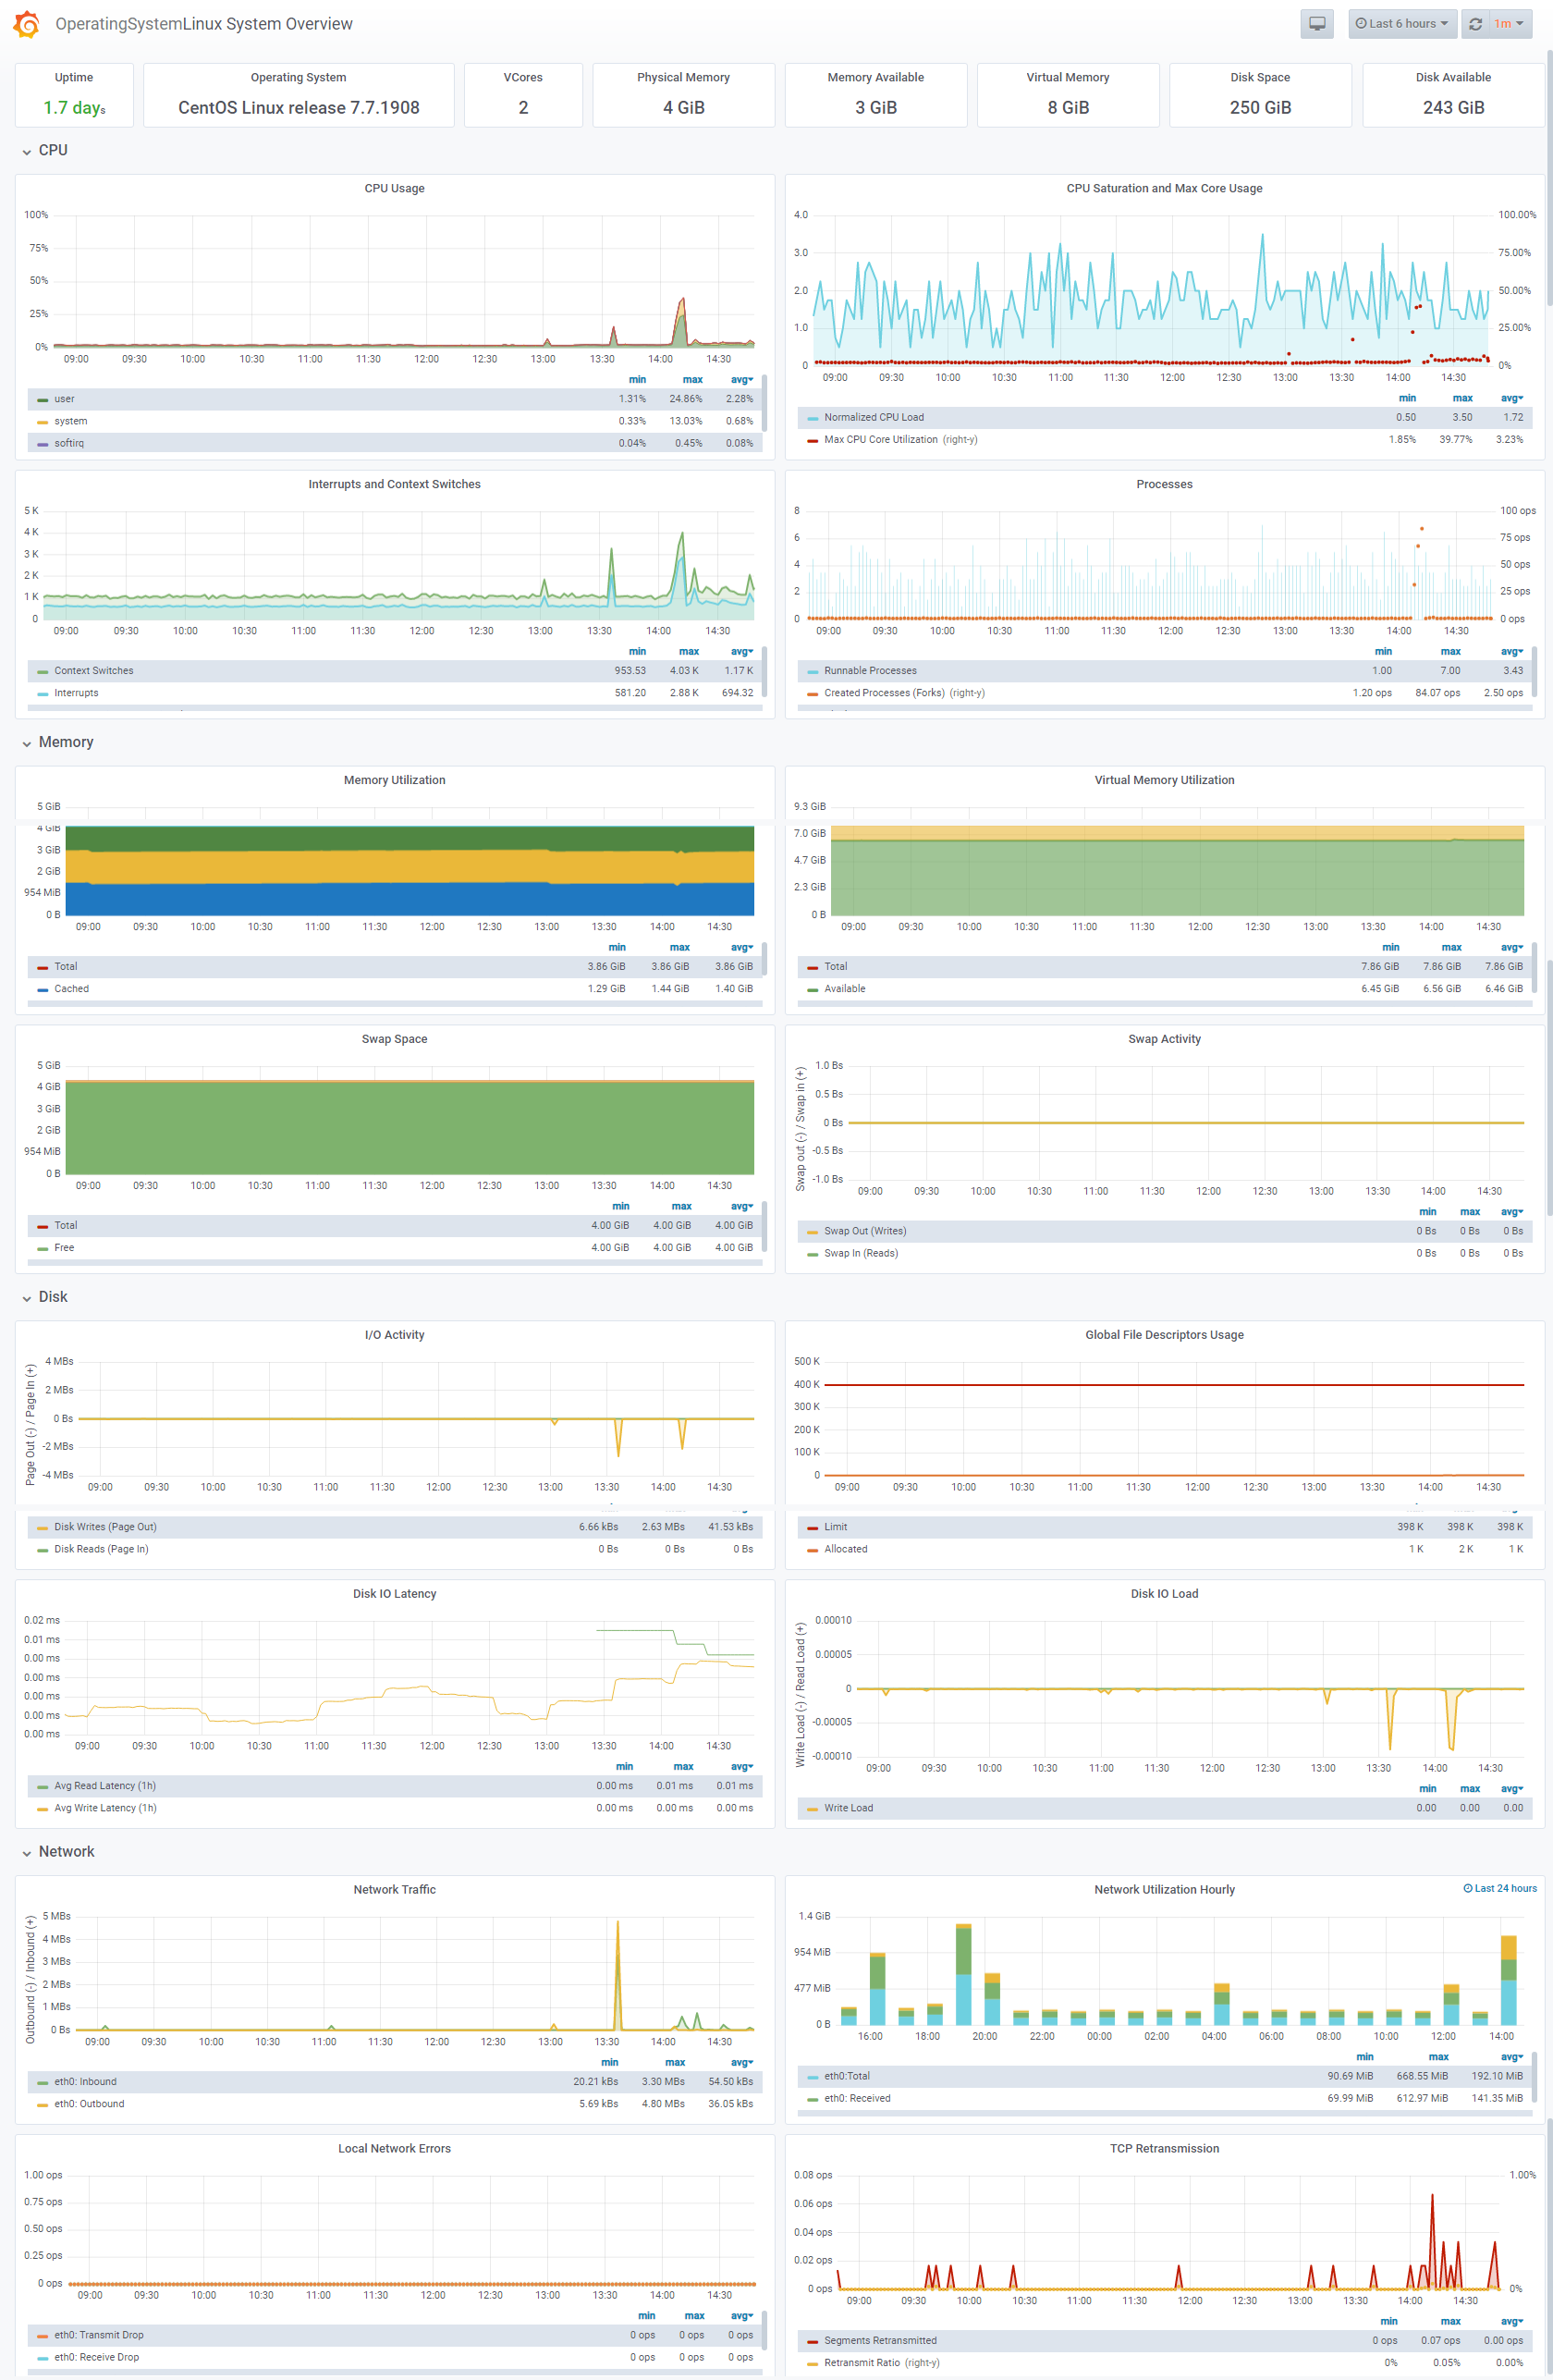 OperatingSystemLinux System Overview
Last 6 hours
1m
Uptime
1.7 days
Operating System
CentOS Linux release 7.7.1908
VCores
2
Physical Memory
4 GiB
Memory Available
3 GiB
Virtual Memory
8 GiB
Disk Space
250 GiB
Disk Available
243 GiB
CPU
CPU Usage
100%
75%
50%
25%
0%
09:00 09:30 10:00 10:30 11:00 11:30 12:00 12:30 13:00 13:30 14:00 14:30
min max avg
user 1.31% 24.86% 2.28%
system 0.33% 13.03% 0.68%
softirq 0.04% 0.45% 0.08%
CPU Saturation and Max Core Usage
4.0 100.00%
3.0 75.00%
2.0 50.00%
1.0 25.00%
0 0%
09:00 09:30 10:00 10:30 11:00 11:30 12:00 12:30 13:00 13:30 14:00 14:30
min max avg
Normalized CPU Load 0.50 3.50 1.72
Max CPU Core Utilization (right-y) 1.85% 39.77% 3.23%
Interrupts and Context Switches
5 K
4 K
3 K
2 K
1 K
0
09:00 09:30 10:00 10:30 11:00 11:30 12:00 12:30 13:00 13:30 14:00 14:30
min max avg
Context Switches 953.53 4.03 K 1.17 K
Interrupts 581.20 2.88 K 694.32
Processes
8 100 ops
6 75 ops
4 50 ops
2 25 ops
0 0 ops
09:00 09:30 10:00 10:30 11:00 11:30 12:00 12:30 13:00 13:30 14:00 14:30
min max avg
Runnable Processes 1.00 7.00 3.43
Created Processes (Forks) (right-y) 1.20 ops 84.07 ops 2.50 ops
Memory
Memory Utilization
5 GiB
4 GiB
3 GiB
2 GiB
954 MiB
0 B
09:00 09:30 10:00 10:30 11:00 11:30 12:00 12:30 13:00 13:30 14:00 14:30
min max avg
Total 3.86 GiB 3.86 GiB 3.86 GiB
Cached 1.29 GiB 1.44 GiB 1.40 GiB
Virtual Memory Utilization
9.3 GiB
7.0 GiB
4.7 GiB
2.3 GiB
0 B
09:00 09:30 10:00 10:30 11:00 11:30 12:00 12:30 13:00 13:30 14:00 14:30
min max avg
Total 7.86 GiB 7.86 GiB 7.86 GiB
Available 6.45 GiB 6.56 GiB 6.46 GiB
Swap Space
5 GiB
4 GiB
3 GiB
2 GiB
954 MiB
0 B
09:00 09:30 10:00 10:30 11:00 11:30 12:00 12:30 13:00 13:30 14:00 14:30
min max avg
Total 4.00 GiB 4.00 GiB 4.00 GiB
Free 4.00 GiB 4.00 GiB 4.00 GiB
Swap Activity
Swap out (-) / Swap in (+)
1.0 Bs
0.5 Bs
0 Bs
-0.5 Bs
-1.0 Bs
09:00 09:30 10:00 10:30 11:00 11:30 12:00 12:30 13:00 13:30 14:00 14:30
min max avg
Swap Out (Writes) 0 Bs 0 Bs 0 Bs
Swap In (Reads) 0 Bs 0 Bs 0 Bs
Disk
I/O Activity
Page Out (-) / Page In (+)
4 MBs
2 MBs
0 Bs
-2 MBs
-4 MBs
09:00 09:30 10:00 10:30 11:00 11:30 12:00 12:30 13:00 13:30 14:00 14:30
Disk Writes (Page Out) 6.66 kBs 2.63 MBs 41.53 kBs
Disk Reads (Page In) 0 Bs 0 Bs 0 Bs
Global File Descriptors Usage
500 K
400 K
300 K
200 K
100 K
0
09:00 09:30 10:00 10:30 11:00 11:30 12:00 12:30 13:00 13:30 14:00 14:30
Limit 398 K 398 K 398 K
Allocated 1 K 2 K 1 K
Disk IO Latency
0.02 ms
0.01 ms
0.00 ms
0.00 ms
0.00 ms
0.00 ms
0.00 ms
09:00 09:30 10:00 10:30 11:00 11:30 12:00 12:30 13:00 13:30 14:00 14:30
min max avg
Avg Read Latency (1h) 0.00 ms 0.01 ms 0.01 ms
Avg Write Latency (1h) 0.00 ms 0.00 ms 0.00 ms
Disk IO Load
Write Load (-) / Read Load (+)
0.00010
0.00005
0
-0.00005
-0.00010
09:00 09:30 10:00 10:30 11:00 11:30 12:00 12:30 13:00 13:30 14:00 14:30
min max avg
Write Load 0.00 0.00 0.00
Network
Network Traffic
Outbound (-) / Inbound (+)
5 MBs
4 MBs
3 MBs
2 MBs
1 MBs
0 Bs
09:00 09:30 10:00 10:30 11:00 11:30 12:00 12:30 13:00 13:30 14:00 14:30
min max avg
eth0: Inbound 20.21 kBs 3.30 MBs 54.50 kBs
eth0: Outbound 5.69 kBs 4.80 MBs 36.05 kBs
Network Utilization Hourly
Last 24 hours
1.4 GiB
954 MiB
477 MiB
0 B
16:00 18:00 20:00 22:00 00:00 02:00 04:00 06:00 08:00 10:00 12:00 14:00
min max avg
eth0:Total 90.69 MiB 668.55 MiB 192.10 MiB
eth0: Received 69.99 MiB 612.97 MiB 141.35 MiB
Local Network Errors
1.00 ops
0.75 ops
0.50 ops
0.25 ops
0 ops
09:00 09:30 10:00 10:30 11:00 11:30 12:00 12:30 13:00 13:30 14:00 14:30
min max avg
eth0: Transmit Drop 0 ops 0 ops 0 ops
eth0: Receive Drop 0 ops 0 ops 0 ops
TCP Retransmission
0.08 ops 1.00%
0.06 ops
0.04 ops
0.02 ops
0 ops 0%
09:00 09:30 10:00 10:30 11:00 11:30 12:00 12:30 13:00 13:30 14:00 14:30
min max avg
Segments Retransmitted 0 ops 0.07 ops 0.00 ops
Retransmit Ratio (right-y) 0% 0.05% 0.00%